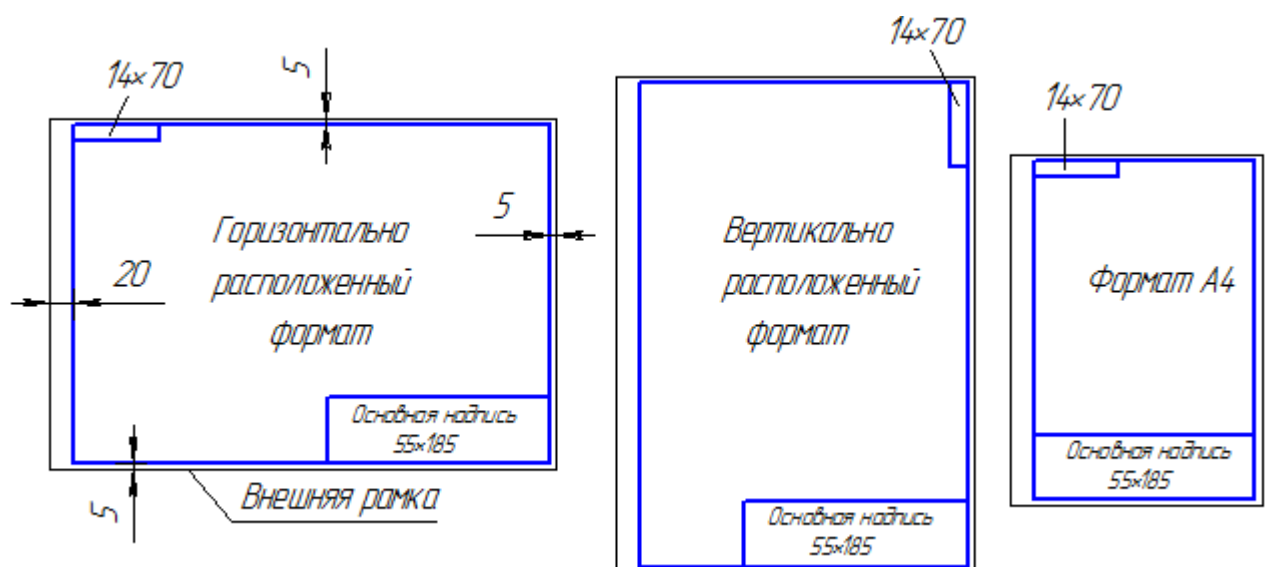 14×70
5
Горизонтально
расположенный
формат
5
20
Основная надпись
55×185
5
Внешняя рамка
14×70
Вертикально
расположенный
формат
Основная надпись
55×185
14×70
Формат А4
Основная надпись
55×185